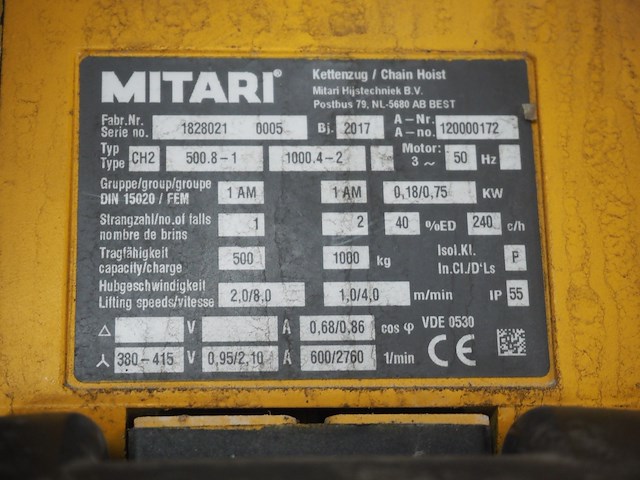 MITARI®
Kettenzug / Chain Hoist
Mitari Hijstechniek B.V.
Postbus 79, NL-5680 AB BEST
Fabr.Nr. 1828021 0005 Bj. 2017 A-Nr.
Serie no. A-no. 120000172
Typ CH2 500.8-1 1000.4-2 Motor:
Type 3 ~ 50 Hz
Gruppe/group/groupe 1 AM 1 AM 0,18/0,75 KW
DIN 15020 / FEM
Strangzahl/no.of falls 1 2 40 %ED 240 c/h
nombre de brins
Tragfähigkeit 500 1000 kg Isol.Kl. P
capacity/charge In.Cl./D'Ls
Hubgeschwindigkeit 2,0/8,0 1,0/4,0 m/min IP 55
Lifting speeds/vitesse
△ V A 0,68/0,86 cos φ VDE 0530
380-415 V 0,95/2,10 A 600/2760 1/min CE